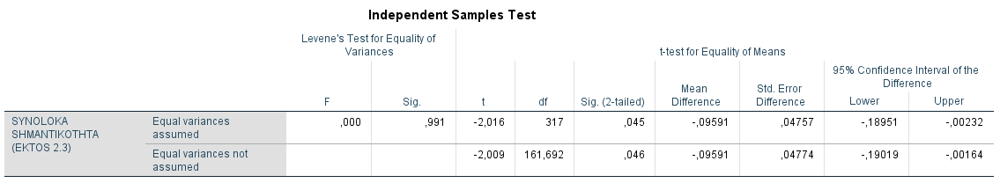 Independent Samples Test
Levene's Test for Equality of
Variances
t-test for Equality of Means
95% Confidence Interval of the
Difference
F Sig. t df Sig. (2-tailed) Mean
Difference Std. Error
Difference Lower Upper
SYNOLOKA
SHMANTIKOTHTA
(EKTOS 2.3)
Equal variances
assumed
,000 ,991 -2,016 317 ,045 -,09591 ,04757 -,18951 -,00232
Equal variances not
assumed
-2,009 161,692 ,046 -,09591 ,04774 -,19019 -,00164